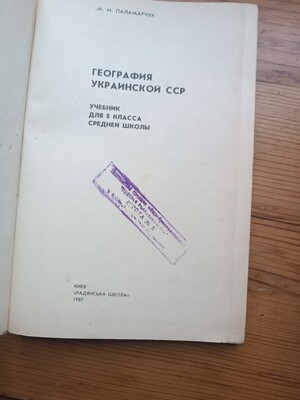 М. М. ПАЛАМАРЧУК
ГЕОГРАФИЯ
УКРАИНСКОЙ ССР
УЧЕБНИК
ДЛЯ 8 КЛАССА
СРЕДНЕЙ ШКОЛЫ
КИЕВ
«РАДЯНСЬКА ШКОЛА»
1987